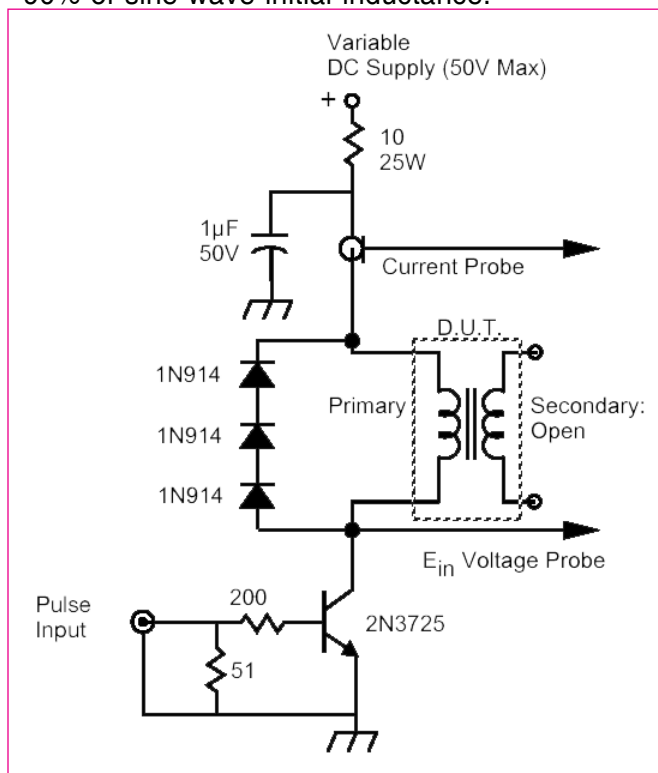 Variable
DC Supply (50V Max)
+
10
25W
1µF
50V
Current Probe
D.U.T.
1N914
Primary
Secondary:
Open
1N914
1N914
Ein Voltage Probe
Pulse
Input
200
2N3725
51